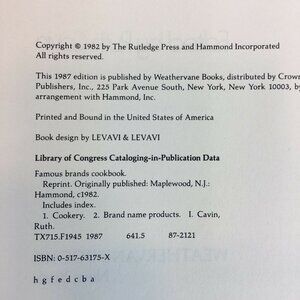 Copyright © 1982 by The Rutledge Press and Hammond Incorporated
All rights reserved.
This 1987 edition is published by Weathervane Books, distributed by Crown
Publishers, Inc., 225 Park Avenue South, New York, New York 10003, by
arrangement with Hammond, Inc.
Printed and Bound in the United States of America
Book design by LEVAVI & LEVAVI
Library of Congress Cataloging-in-Publication Data
Famous brands cookbook.
Reprint. Originally published: Maplewood, N.J.:
Hammond, c1982.
Includes index.
1. Cookery. 2. Brand name products. I. Cavin,
Ruth.
TX715.F1945 1987 641.5 87-2121
ISBN: 0-517-63175-X
h g f e d c b a